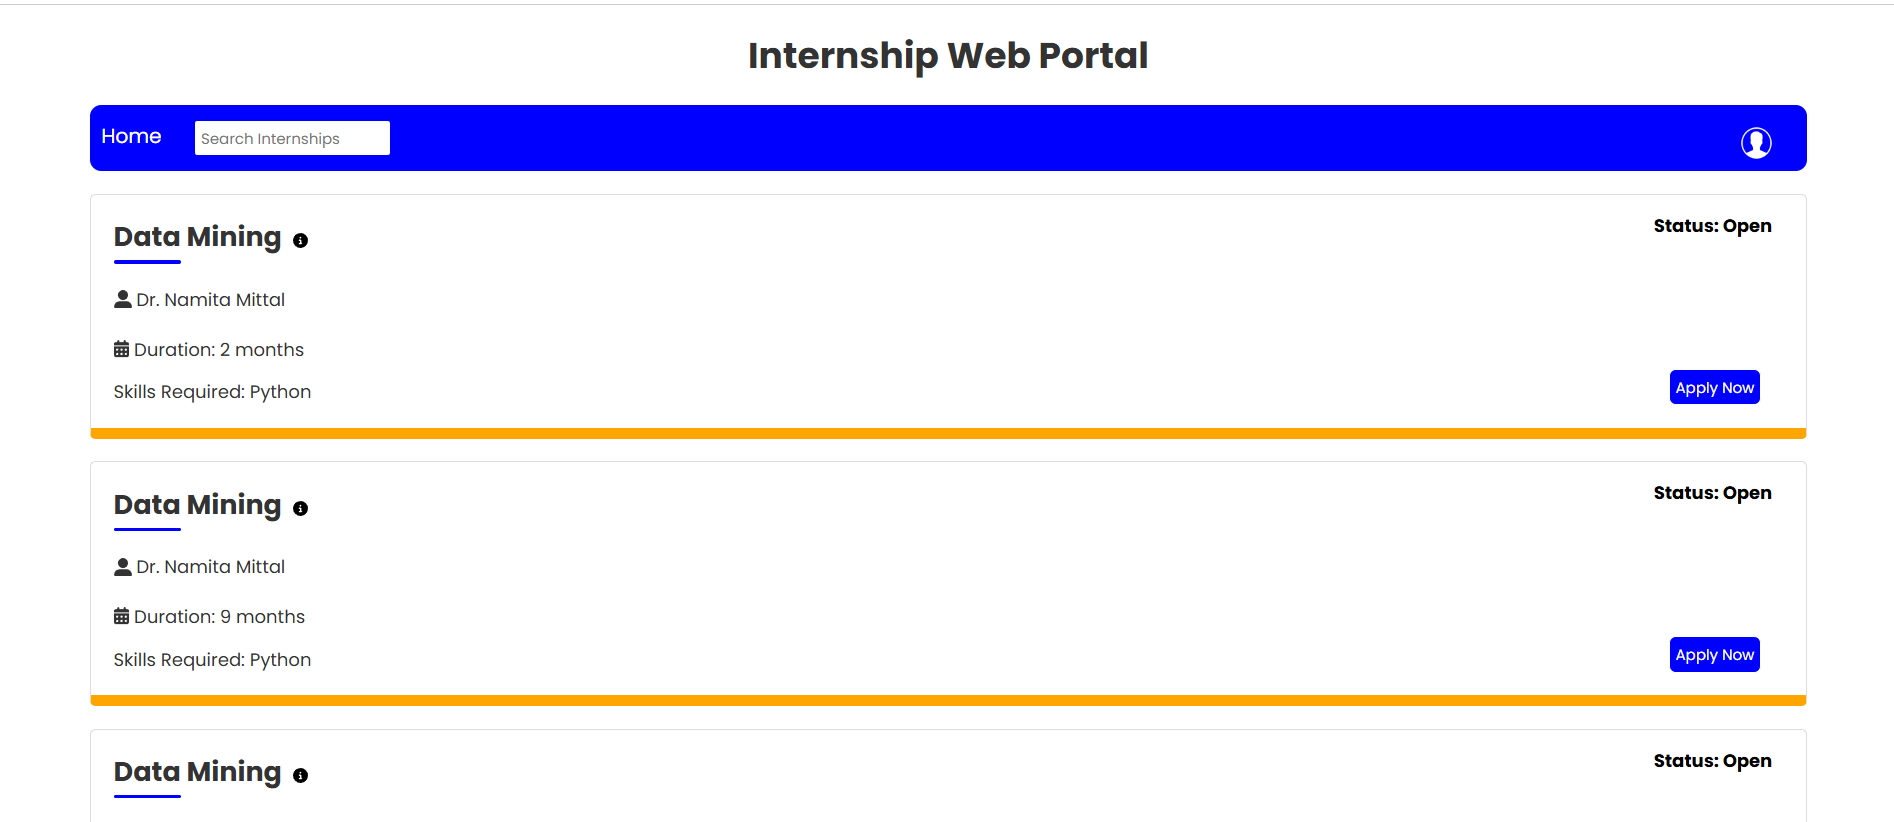 Internship Web Portal
Home
Search Internships
Data Mining
Status: Open
Dr. Namita Mittal
Duration: 2 months
Skills Required: Python
Apply Now
Data Mining
Status: Open
Dr. Namita Mittal
Duration: 9 months
Skills Required: Python
Apply Now
Data Mining
Status: Open